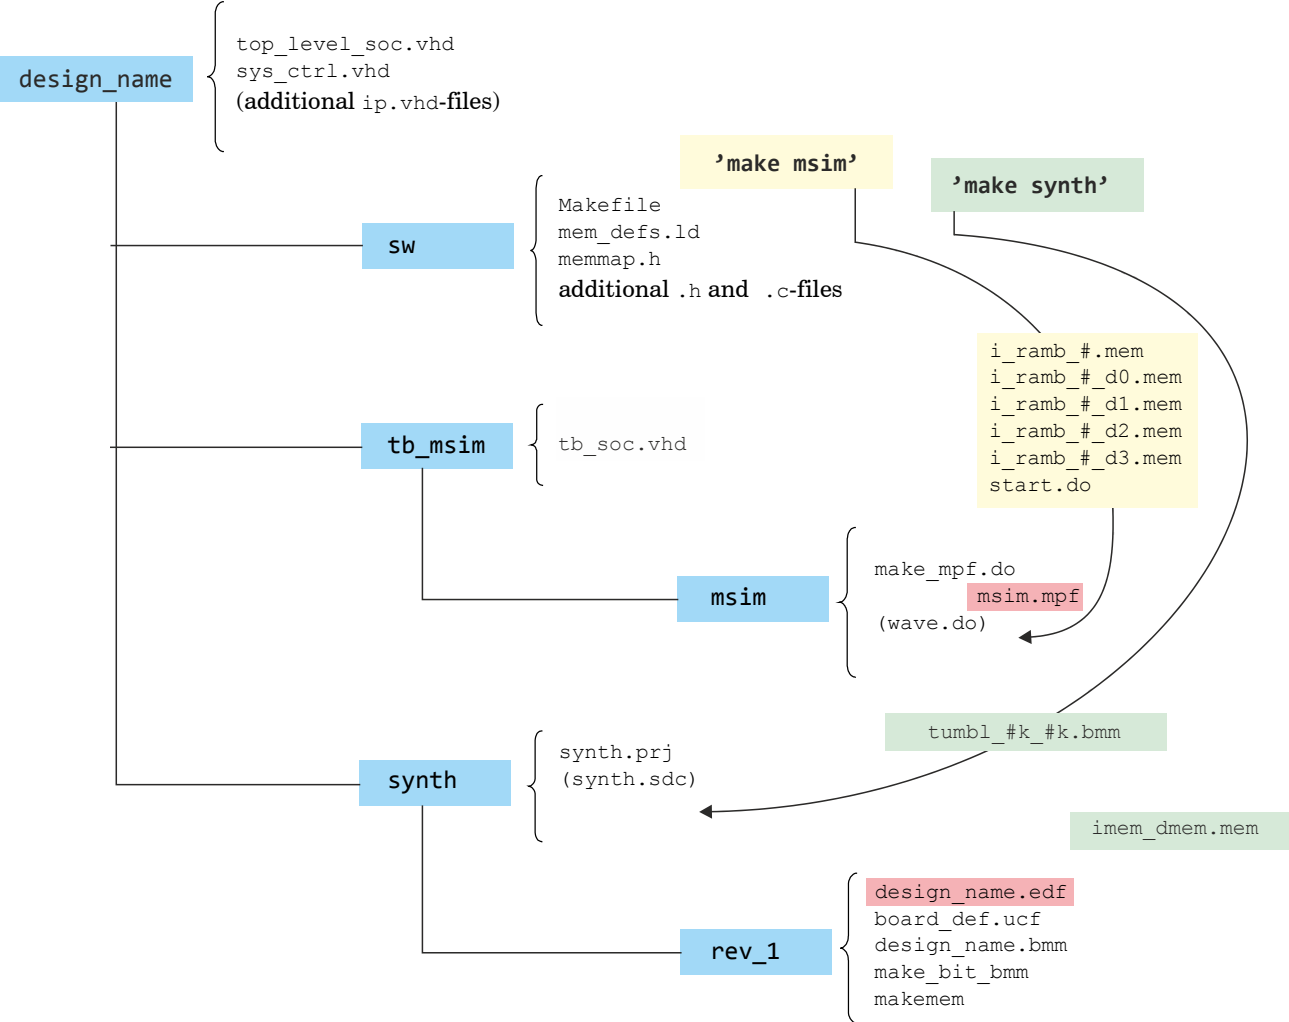 design_name
top_level_soc.vhd
sys_ctrl.vhd
(additional ip.vhd-files)
’make msim’
’make synth’
sw
Makefile
mem_defs.ld
memmap.h
additional .h and .c-files
i_ramb_#.mem
i_ramb_#_d0.mem
i_ramb_#_d1.mem
i_ramb_#_d2.mem
i_ramb_#_d3.mem
start.do
tb_msim
tb_soc.vhd
msim
make_mpf.do
msim.mpf
(wave.do)
tumbl_#k_#k.bmm
synth
synth.prj
(synth.sdc)
imem_dmem.mem
rev_1
design_name.edf
board_def.ucf
design_name.bmm
make_bit_bmm
makemem